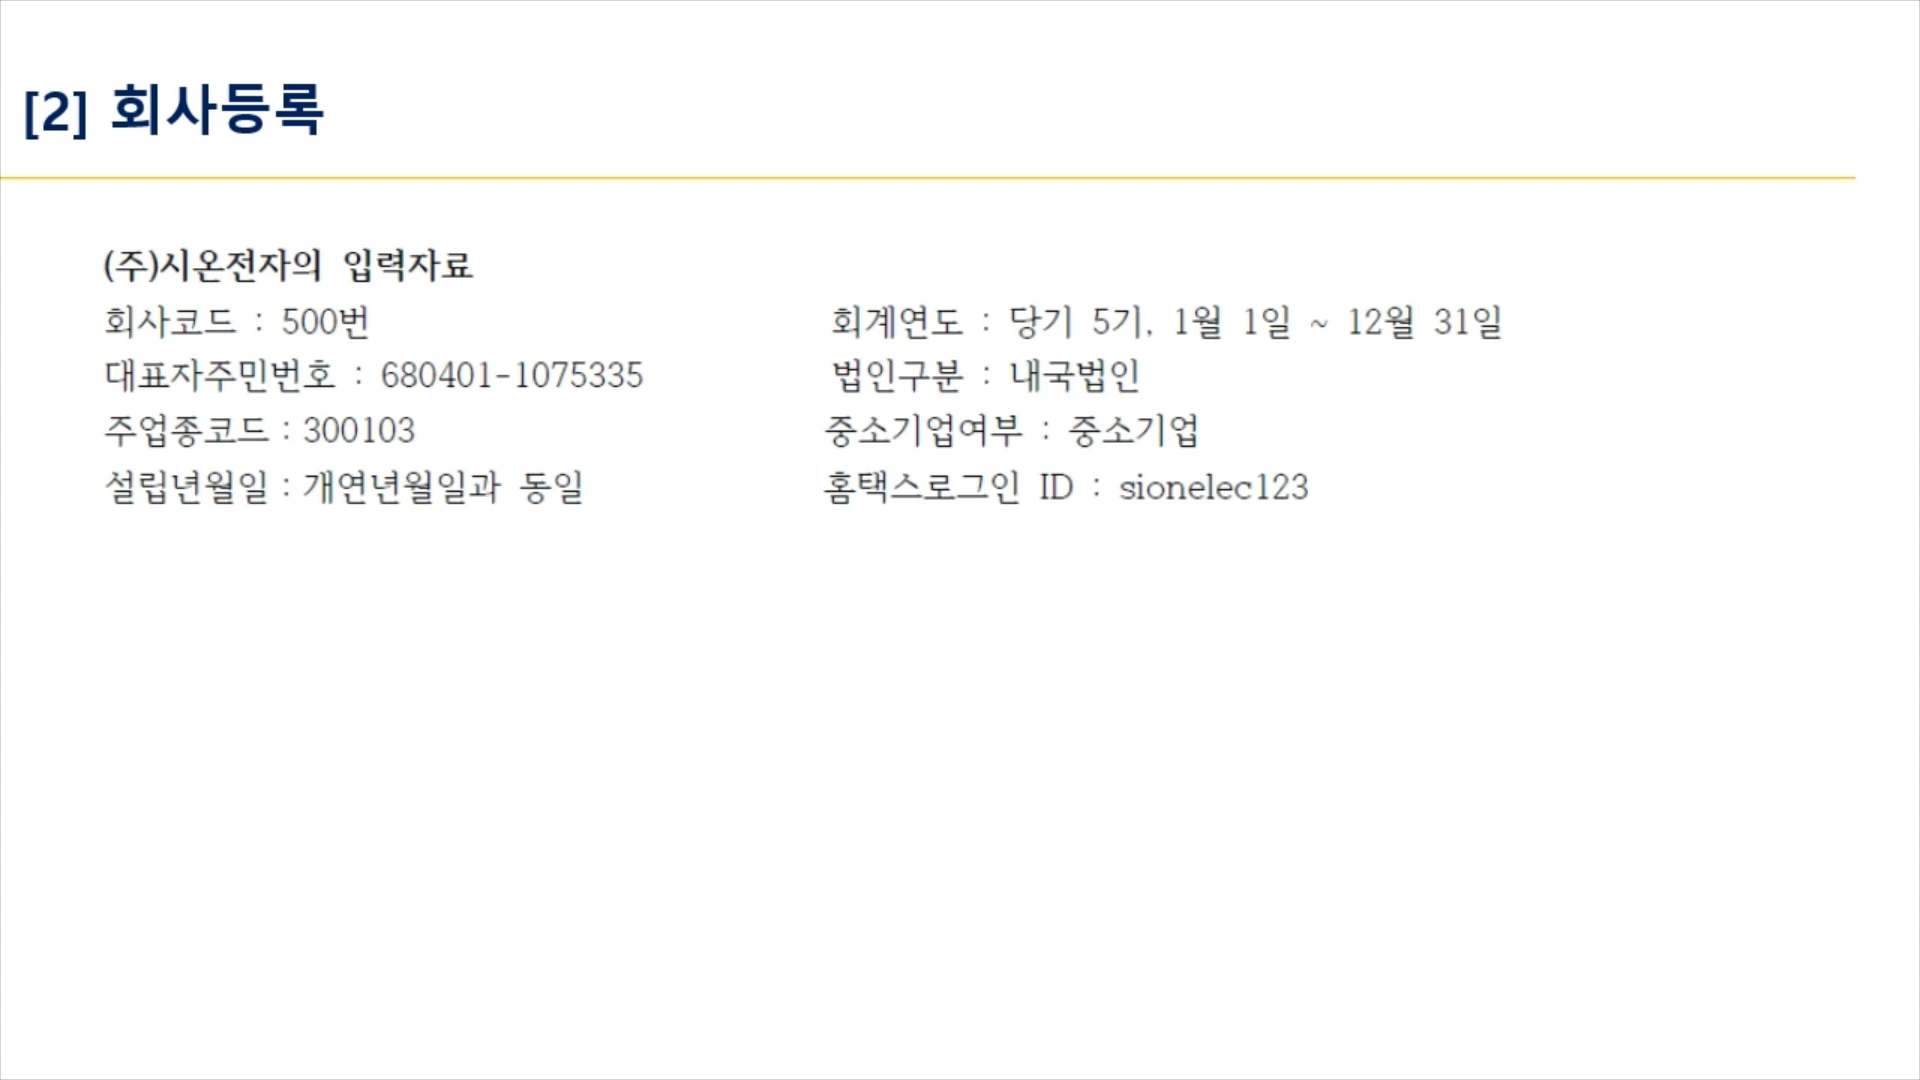 [2] 회사등록
(주)시온전자의 입력자료
회사코드 : 500번 회계연도 : 당기 5기, 1월 1일 ~ 12월 31일
대표자주민번호 : 680401-1075335 법인구분 : 내국법인
주업종코드 : 300103 중소기업여부 : 중소기업
설립년월일 : 개연년월일과 동일 홈택스로그인 ID : sionelec123